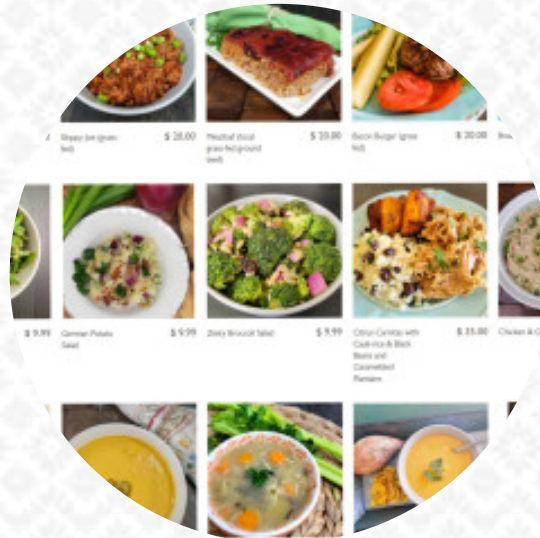 Sloppy Joe (grass-
fed)
$ 20.00
Meatloaf (local
grass-fed ground
beef)
$ 20.00
Bacon Burger (grass
fed)
$ 20.00
$ 9.99
German Potato
Salad
$ 9.99
Zesty Broccoli Salad
$ 9.99
Citrus Carnitas with
Cauli-rice & Black
Beans and
Caramelized
Plantains
Chicken & G